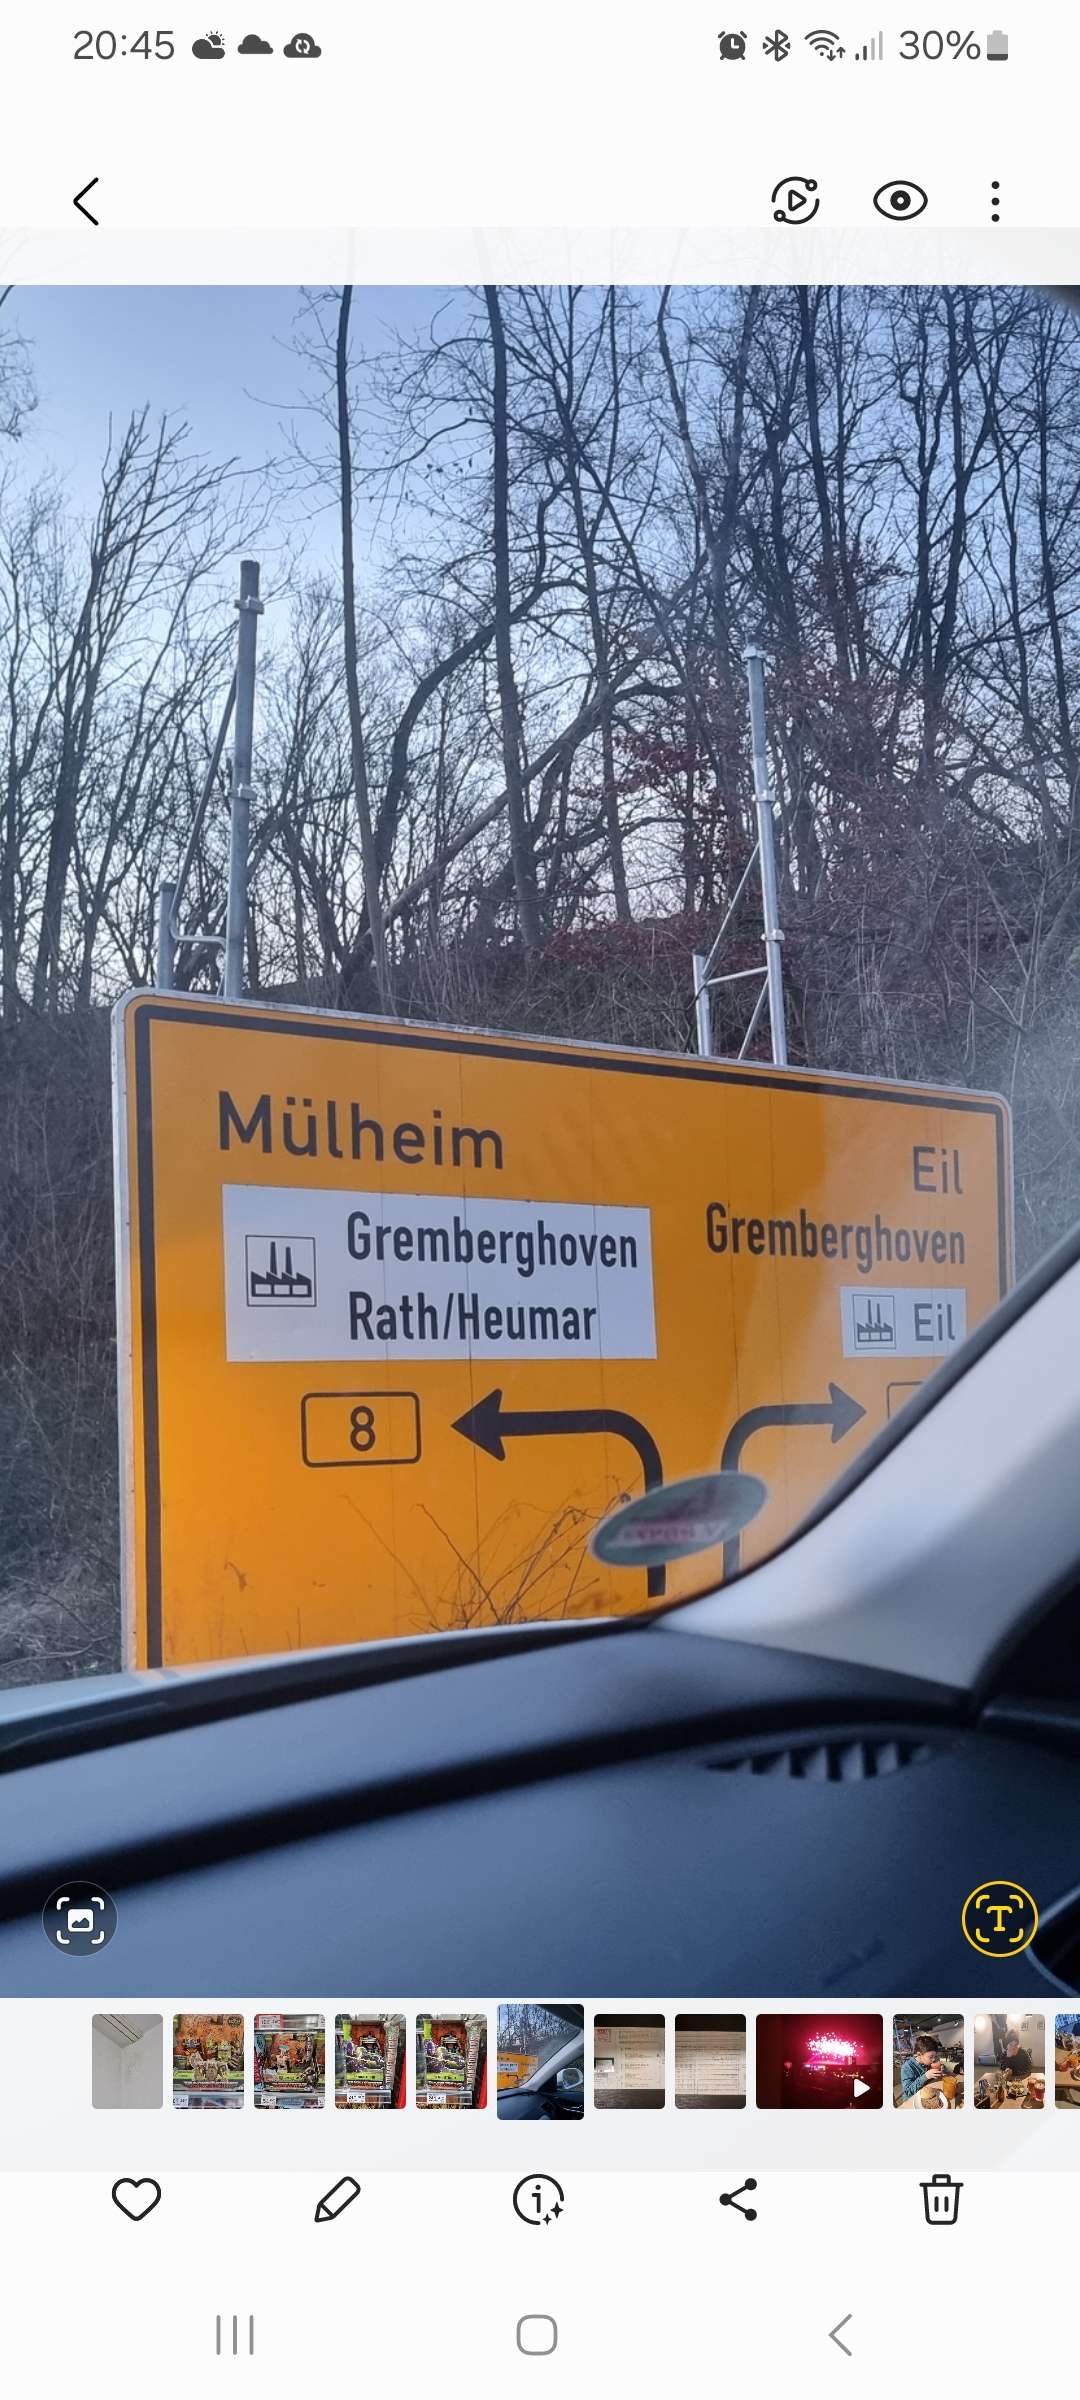 20:45
30%
Mülheim
Eil
Gremberghoven
Rath/Heumar
Gremberghoven
Eil
8
T